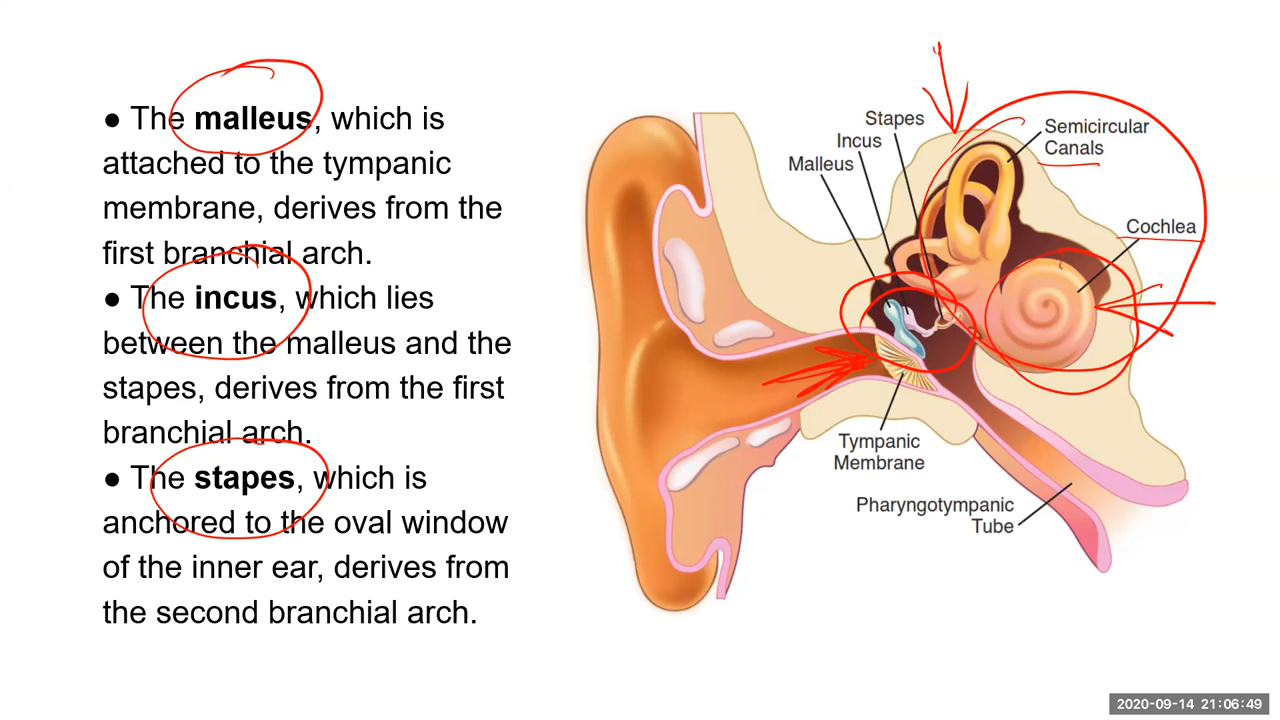 ● The malleus, which is
attached to the tympanic
membrane, derives from the
first branchial arch.
● The incus, which lies
between the malleus and the
stapes, derives from the first
branchial arch.
● The stapes, which is
anchored to the oval window
of the inner ear, derives from
the second branchial arch.
Stapes
Incus
Malleus
Semicircular
Canals
Cochlea
Tympanic
Membrane
Pharyngotympanic
Tube
2020-09-14 21:06:49